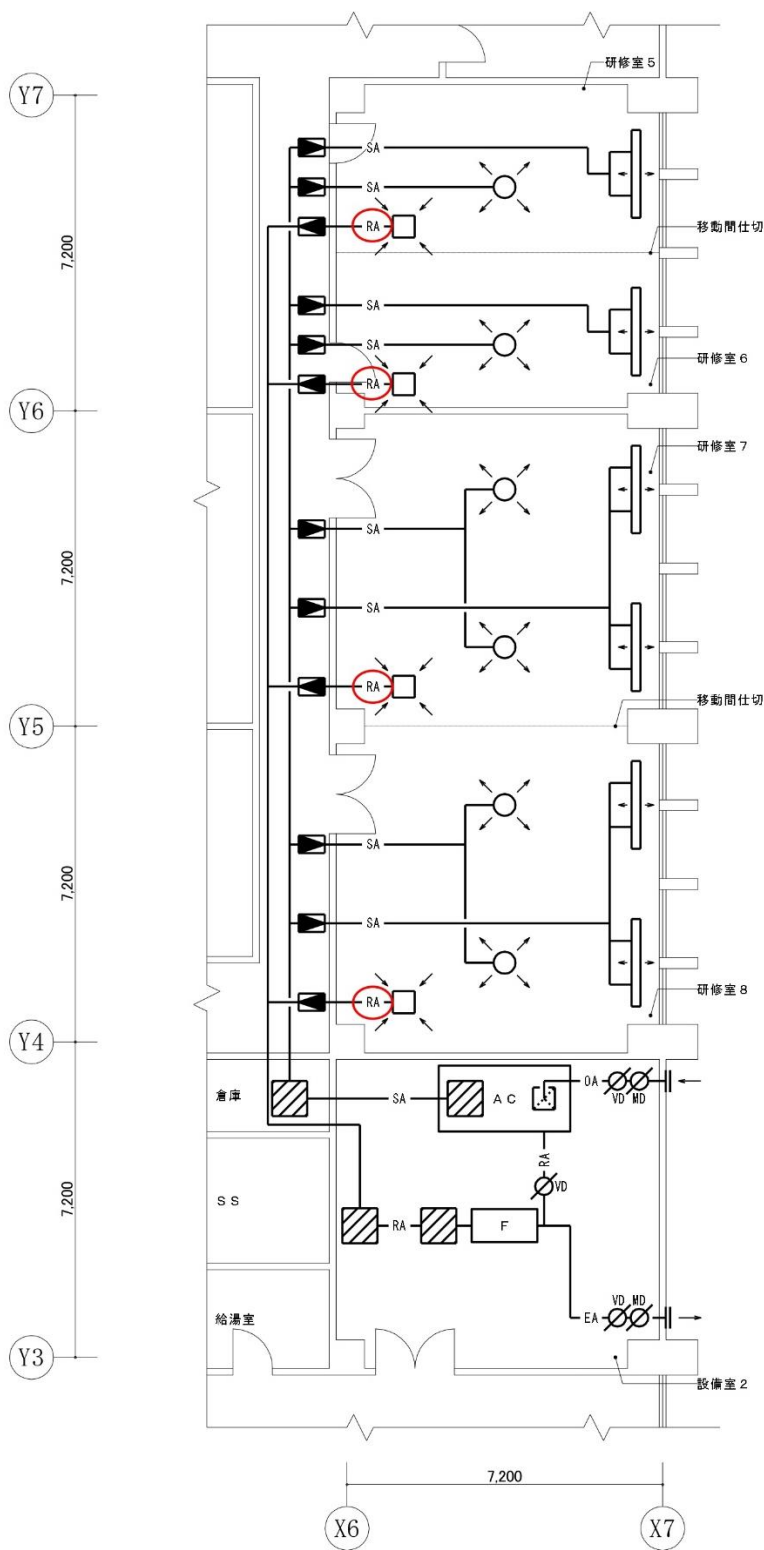 研修室５
Y7
SA
SA
RA
移動間仕切
7,200
SA
SA
研修室６
RA
Y6
研修室７
SA
7,200
SA
RA
移動間仕切
Y5
SA
7,200
SA
研修室８
RA
Y4
倉庫
SA
ＡＣ
OA
VD
MD
RA
ＳＳ
VD
7,200
RA
Ｆ
給湯室
EA
VD
MD
Y3
設備室２
7,200
X6
X7